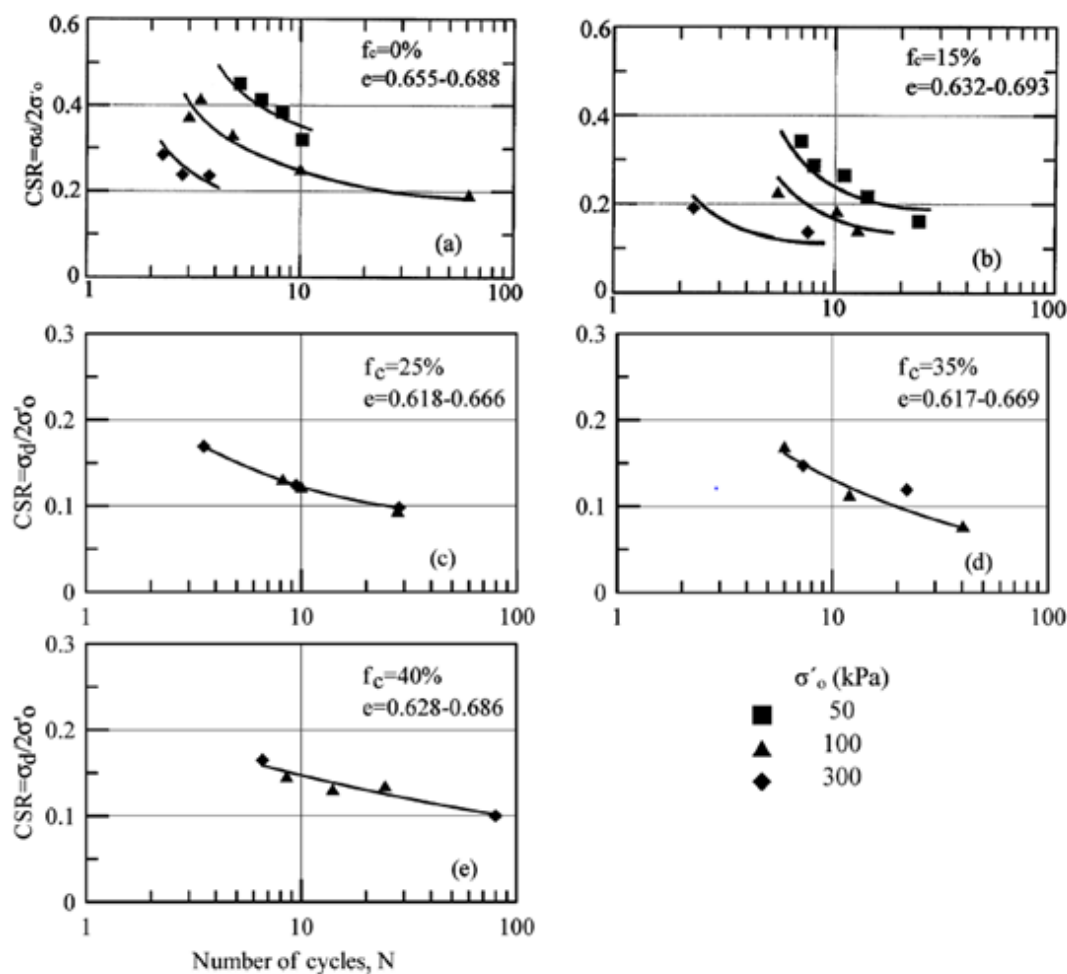 0.6
0.4
0.2
0
CSR=σd/2σ'o
fc=0%
e=0.655-0.688
(a)
1
10
100
0.6
0.4
0.2
0
fc=15%
e=0.632-0.693
(b)
1
10
100
0.3
0.2
0.1
0
CSR=σd/2σ'o
fc=25%
e=0.618-0.666
(c)
1
10
100
0.3
0.2
0.1
0
fc=35%
e=0.617-0.669
(d)
1
10
100
0.3
0.2
0.1
0
CSR=σd/2σ'o
fc=40%
e=0.628-0.686
(e)
1
10
100
Number of cycles, N
σ´o (kPa)
50
100
300